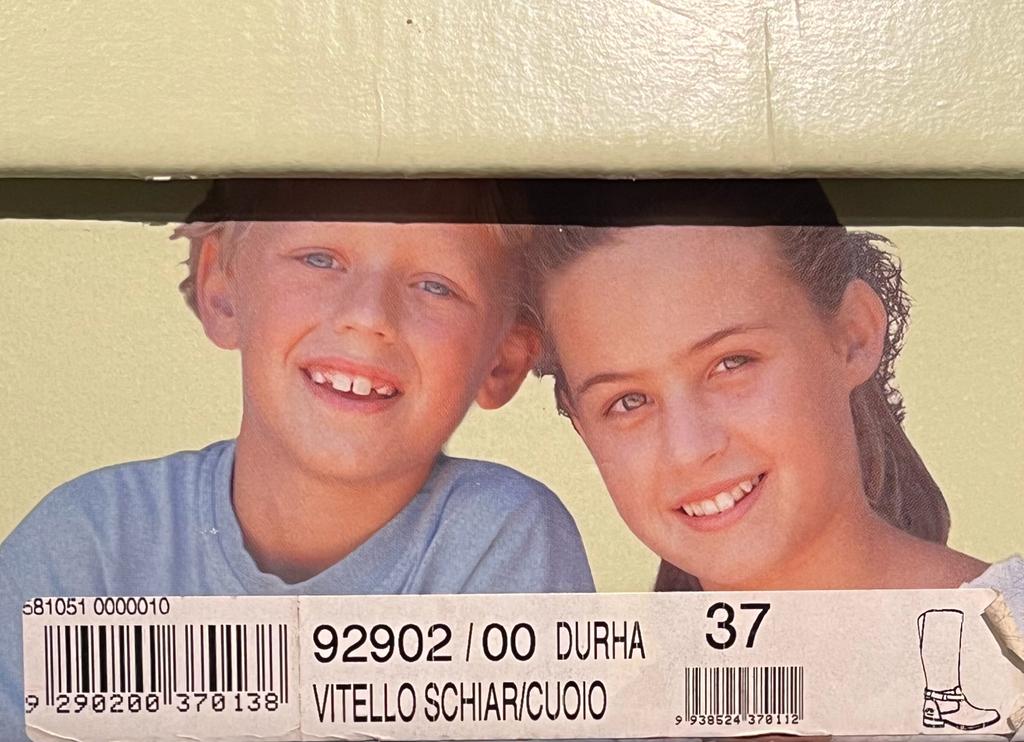 581051 0000010
9 290200 370138
92902 / 00 DURHA
VITELLO SCHIAR/CUOIO
37
9 938524 370112